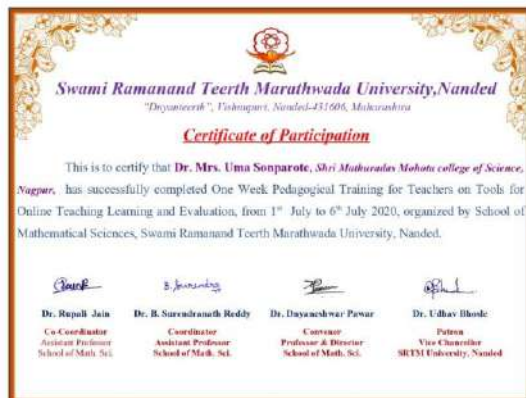 Swami Ramanand Teerth Marathwada University,Nanded
"Dnyanteerth", Vishnupuri, Nanded-431606, Maharashtra
Certificate of Participation
This is to certify that Dr. Mrs. Uma Sonparote, Shri Mathuradas Mohota college of Science,
Nagpur, has successfully completed One Week Pedagogical Training for Teachers on Tools for
Online Teaching Learning and Evaluation, from 1st July to 6th July 2020, organized by School of
Mathematical Sciences, Swami Ramanand Teerth Marathwada University, Nanded.
B. Surendra
Dr. Rupali Jain Dr. B. Surendranath Reddy Dr. Dnyaneshwar Pawar Dr. Udhav Bhosle
Co-Coordinator Coordinator Convener Patron
Assistant Professor Assistant Professor Professor & Director Vice Chancellor
School of Math. Sci. School of Math. Sci. School of Math. Sci. SRTM University, Nanded